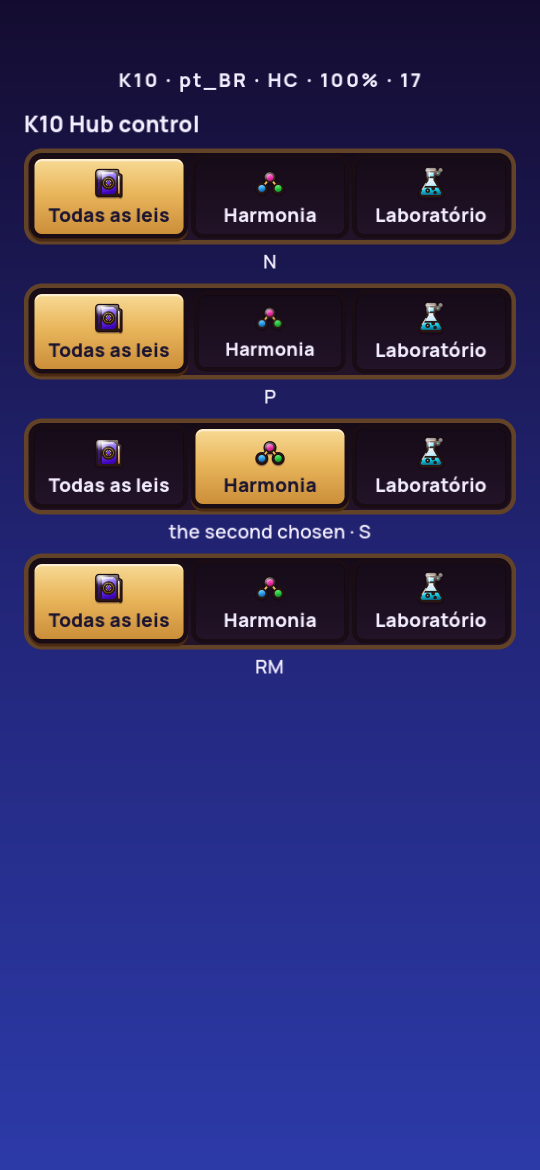 K10 · pt_BR · HC · 100% · 17
K10 Hub control
Todas as leis Harmonia Laboratório
N
Todas as leis Harmonia Laboratório
P
Todas as leis Harmonia Laboratório
the second chosen · S
Todas as leis Harmonia Laboratório
RM